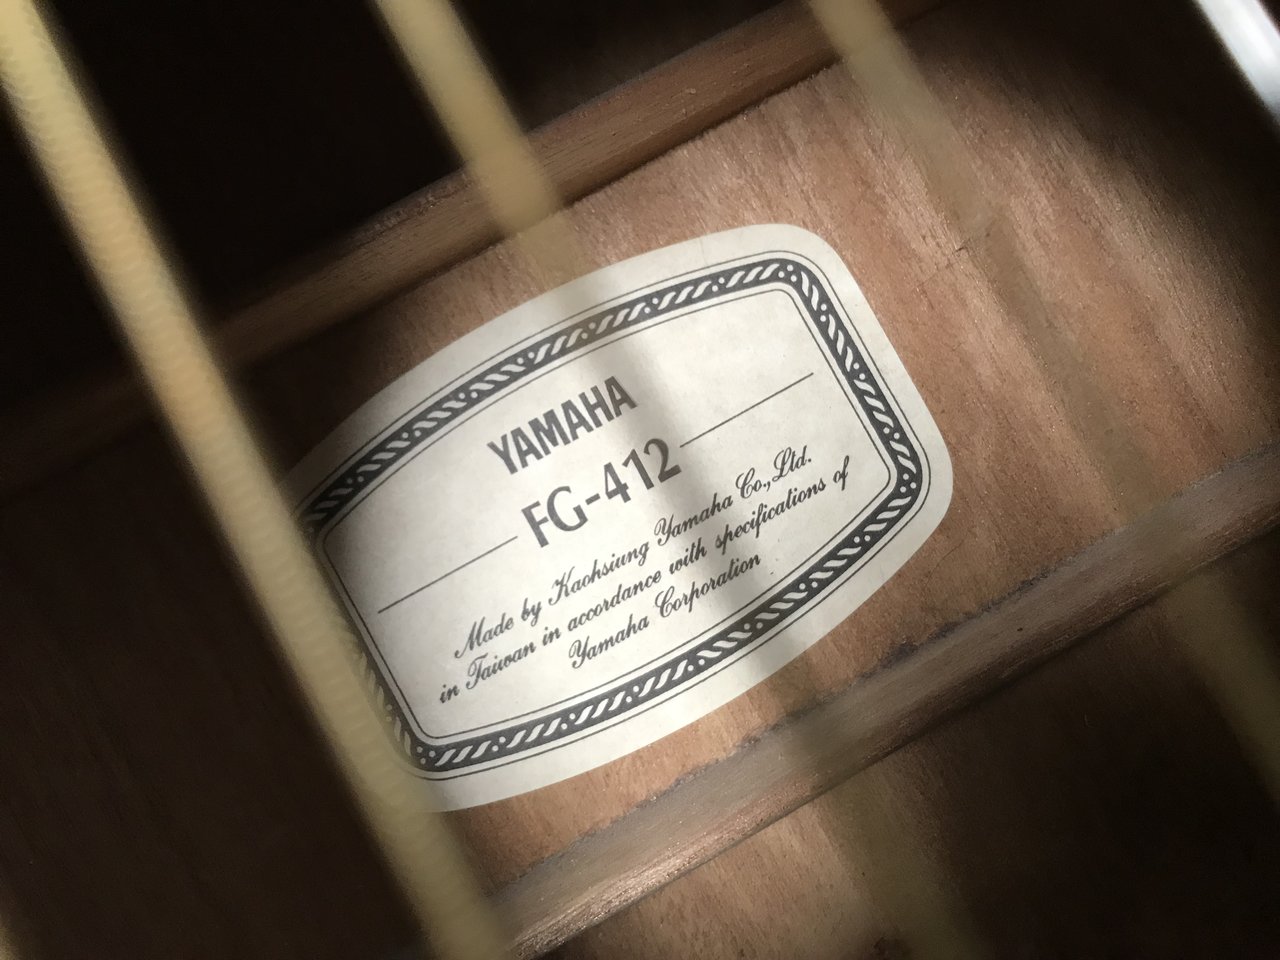 YAMAHA
FG-412
Made by Kaohsiung Yamaha Co., Ltd.
in Taiwan in accordance with specifications of
Yamaha Corporation